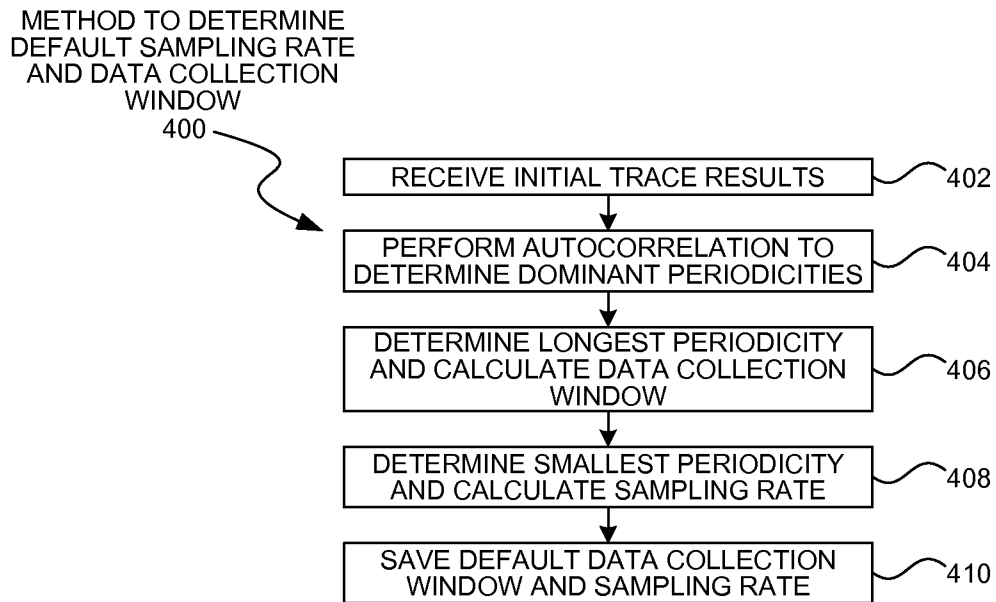 METHOD TO DETERMINE
DEFAULT SAMPLING RATE
AND DATA COLLECTION
WINDOW
400
RECEIVE INITIAL TRACE RESULTS
402
PERFORM AUTOCORRELATION TO
DETERMINE DOMINANT PERIODICITIES
404
DETERMINE LONGEST PERIODICITY
AND CALCULATE DATA COLLECTION
WINDOW
406
DETERMINE SMALLEST PERIODICITY
AND CALCULATE SAMPLING RATE
408
SAVE DEFAULT DATA COLLECTION
WINDOW AND SAMPLING RATE
410